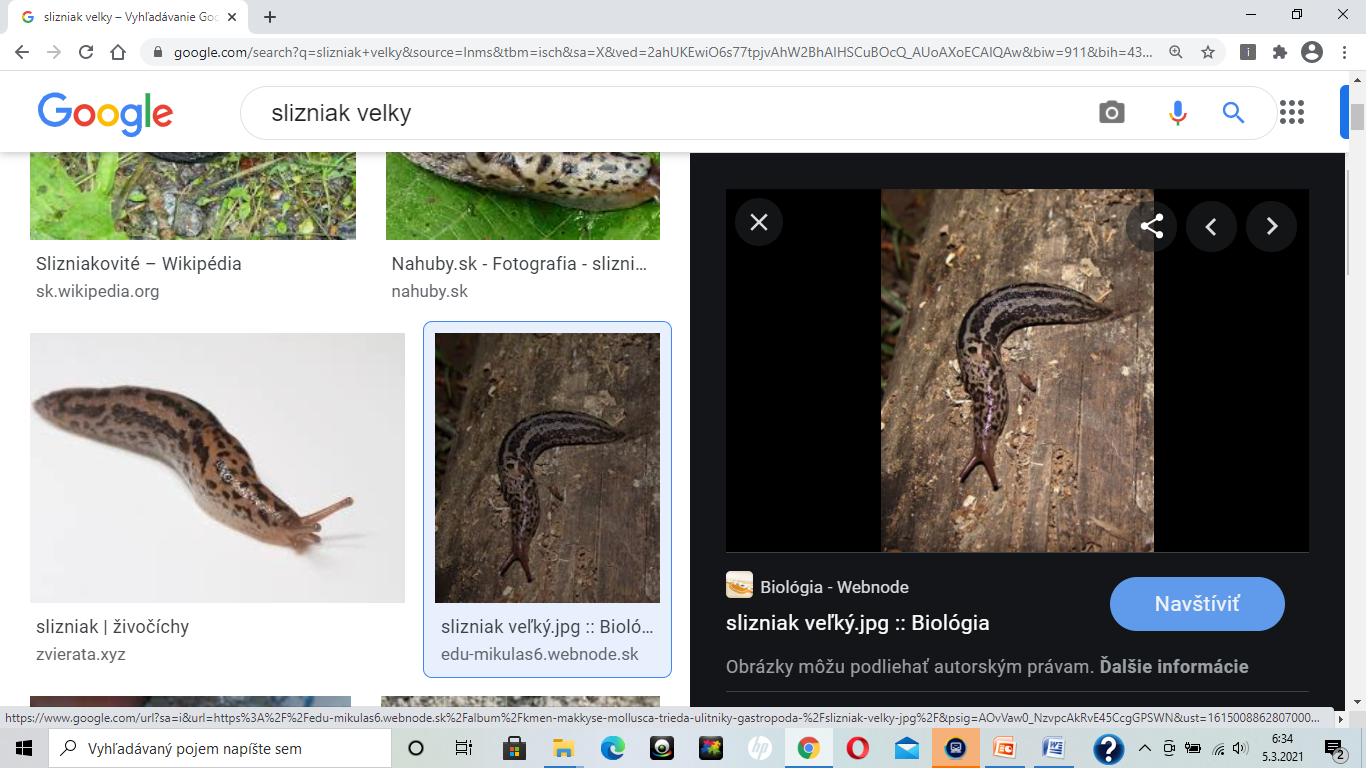 slizniak velky – Vyhľadávanie Goo
google.com/search?q=slizniak+velky&source=lnms&tbm=isch&sa=X&ved=2ahUKEwiO6s77tpjvAhW2BhAIHSCuBOcQ_AUoAXoECAIQAw&biw=911&bih=43...
Google
slizniak velky
Slizniakovité – Wikipédia
sk.wikipedia.org
Nahuby.sk - Fotografia - slizni...
nahuby.sk
slizniak | živočíchy
zvierata.xyz
slizniak veľký.jpg :: Bioló...
edu-mikulas6.webnode.sk
Biológia - Webnode
slizniak veľký.jpg :: Biológia
Navštíviť
Obrázky môžu podliehať autorským právam. Ďalšie informácie
https://www.google.com/url?sa=i&url=https%3A%2F%2Fedu-mikulas6.webnode.sk%2Falbum%2Fkmen-makkyse-mollusca-trieda-ulitniky-gastropoda-%2Fslizniak-velky-jpg%2F&psig=AOvVaw0_NzvpcAkRvE45CcgGPSWN&ust=1615008862807000...
Vyhľadávaný pojem napíšte sem
6:34
5.3.2021
2